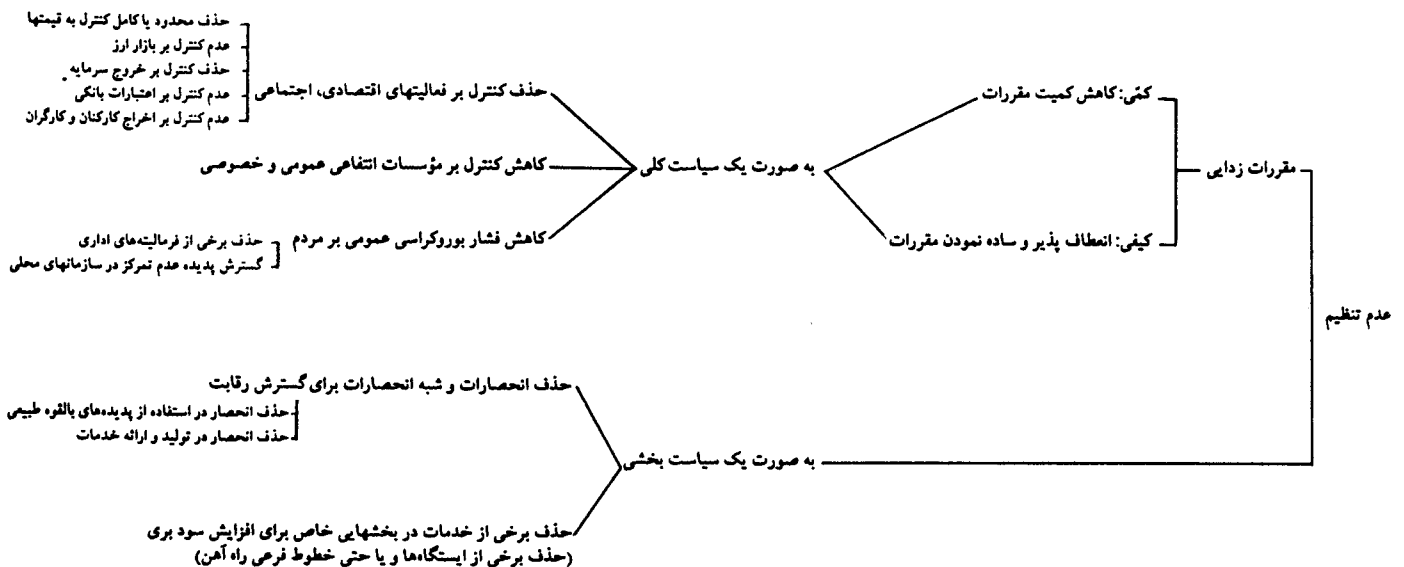 عدم تنظیم
مقررات زدایی
کمّی: کاهش کمیت مقررات
کیفی: انعطاف پذیر و ساده نمودن مقررات
به صورت یک سیاست کلی
حذف کنترل بر فعالیتهای اقتصادی، اجتماعی
حذف محدود یا کامل کنترل به قیمتها
عدم کنترل بر بازار ارز
حذف کنترل بر خروج سرمایه
عدم کنترل بر اعتبارات بانکی
عدم کنترل بر اخراج کارکنان و کارگران
کاهش کنترل بر مؤسسات انتفاعی عمومی و خصوصی
کاهش فشار بوروکراسی عمومی بر مردم
حذف برخی از فرمالیته‌های اداری
گسترش پدیده عدم تمرکز در سازمانهای محلی
به صورت یک سیاست بخشی
حذف انحصارات و شبه انحصارات برای گسترش رقابت
حذف انحصار در استفاده از پدیده‌های بالقوه طبیعی
حذف انحصار در تولید و ارائه خدمات
حذف برخی از خدمات در بخشهایی خاص برای افزایش سود بری
(حذف برخی از ایستگاه‌ها و یا حتی خطوط فرعی راه آهن)